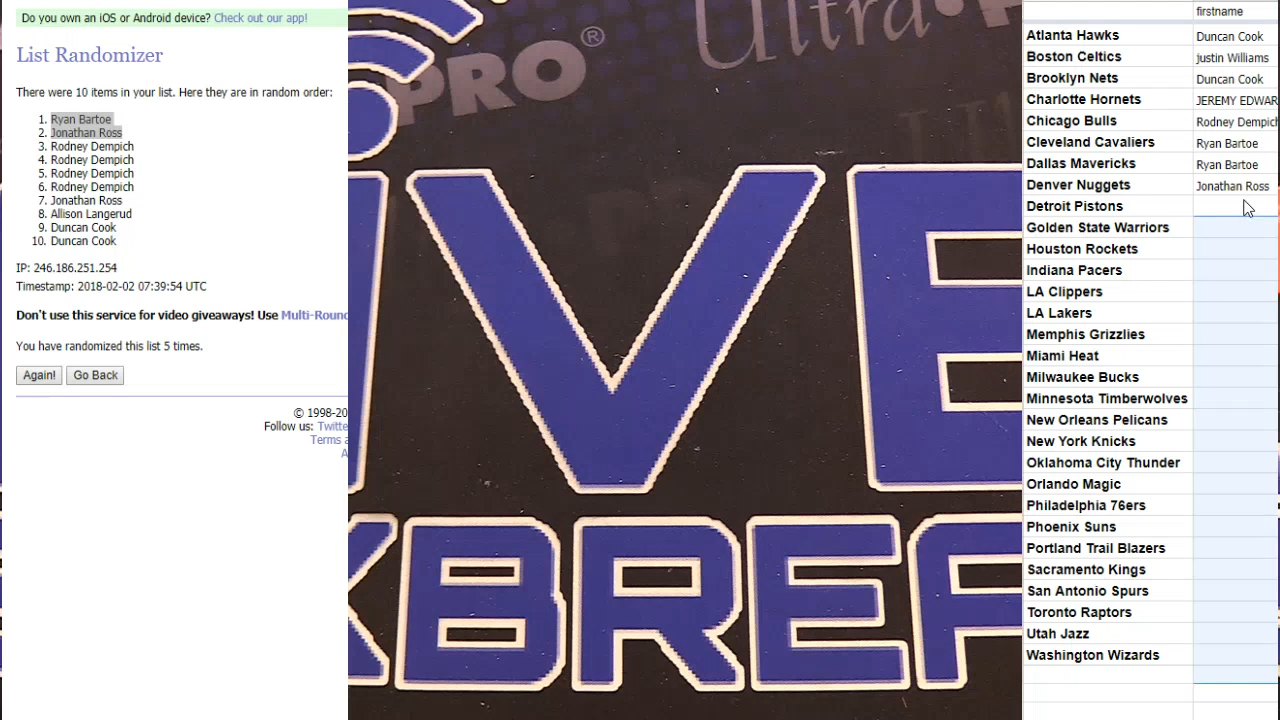 Do you own an iOS or Android device? Check out our app!
List Randomizer
There were 10 items in your list. Here they are in random order:
1. Ryan Bartoe
2. Jonathan Ross
3. Rodney Dempich
4. Rodney Dempich
5. Rodney Dempich
6. Rodney Dempich
7. Jonathan Ross
8. Allison Langerud
9. Duncan Cook
10. Duncan Cook
IP: 246.186.251.254
Timestamp: 2018-02-02 07:39:54 UTC
Don't use this service for video giveaways! Use Multi-Round
You have randomized this list 5 times.
Again! Go Back
© 1998-20
Follow us: Twitte
Terms a
A
PRO®
Ultra•P
IVE
KBREA
firstname
Atlanta Hawks Duncan Cook
Boston Celtics justin Williams
Brooklyn Nets Duncan Cook
Charlotte Hornets JEREMY EDWAR
Chicago Bulls Rodney Dempich
Cleveland Cavaliers Ryan Bartoe
Dallas Mavericks Ryan Bartoe
Denver Nuggets Jonathan Ross
Detroit Pistons
Golden State Warriors
Houston Rockets
Indiana Pacers
LA Clippers
LA Lakers
Memphis Grizzlies
Miami Heat
Milwaukee Bucks
Minnesota Timberwolves
New Orleans Pelicans
New York Knicks
Oklahoma City Thunder
Orlando Magic
Philadelphia 76ers
Phoenix Suns
Portland Trail Blazers
Sacramento Kings
San Antonio Spurs
Toronto Raptors
Utah Jazz
Washington Wizards